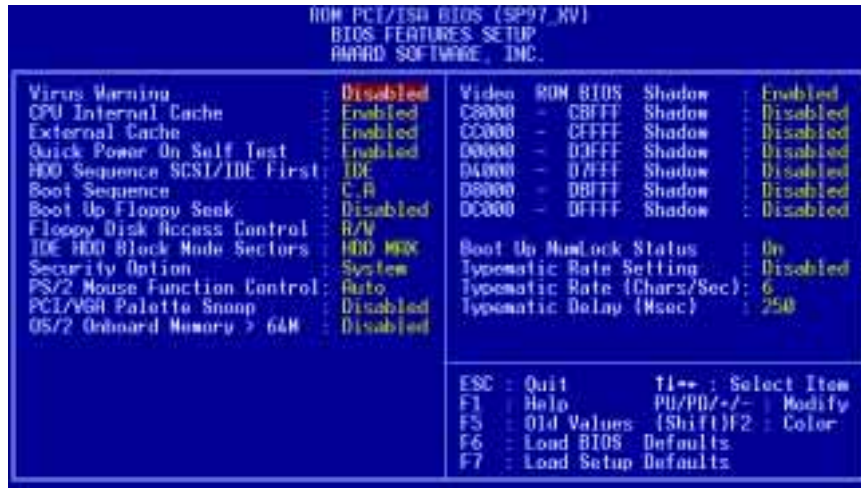 ROM PCI/ISA BIOS (SP97_XV)
BIOS FEATURES SETUP
AWARD SOFTWARE, INC.
Virus Warning : Disabled
CPU Internal Cache : Enabled
External Cache : Enabled
Quick Power On Self Test : Enabled
HDD Sequence SCSI/IDE First: IDE
Boot Sequence : C,A
Boot Up Floppy Seek : Disabled
Floppy Disk Access Control : R/W
IDE HDD Block Mode Sectors : HDD MAX
Security Option : System
PS/2 Mouse Function Control: Auto
PCI/VGA Palette Snoop : Disabled
OS/2 Onboard Memory > 64M : Disabled
Video ROM BIOS Shadow : Enabled
C8000 - CBFFF Shadow : Disabled
CC000 - CFFFF Shadow : Disabled
D0000 - D3FFF Shadow : Disabled
D4000 - D7FFF Shadow : Disabled
D8000 - DBFFF Shadow : Disabled
DC000 - DFFFF Shadow : Disabled
Boot Up NumLock Status : On
Typematic Rate Setting : Disabled
Typematic Rate (Chars/Sec): 6
Typematic Delay (Msec) : 250
ESC : Quit ↑↓→← : Select Item
F1 : Help PU/PD/+/- : Modify
F5 : Old Values (Shift)F2 : Color
F6 : Load BIOS Defaults
F7 : Load Setup Defaults